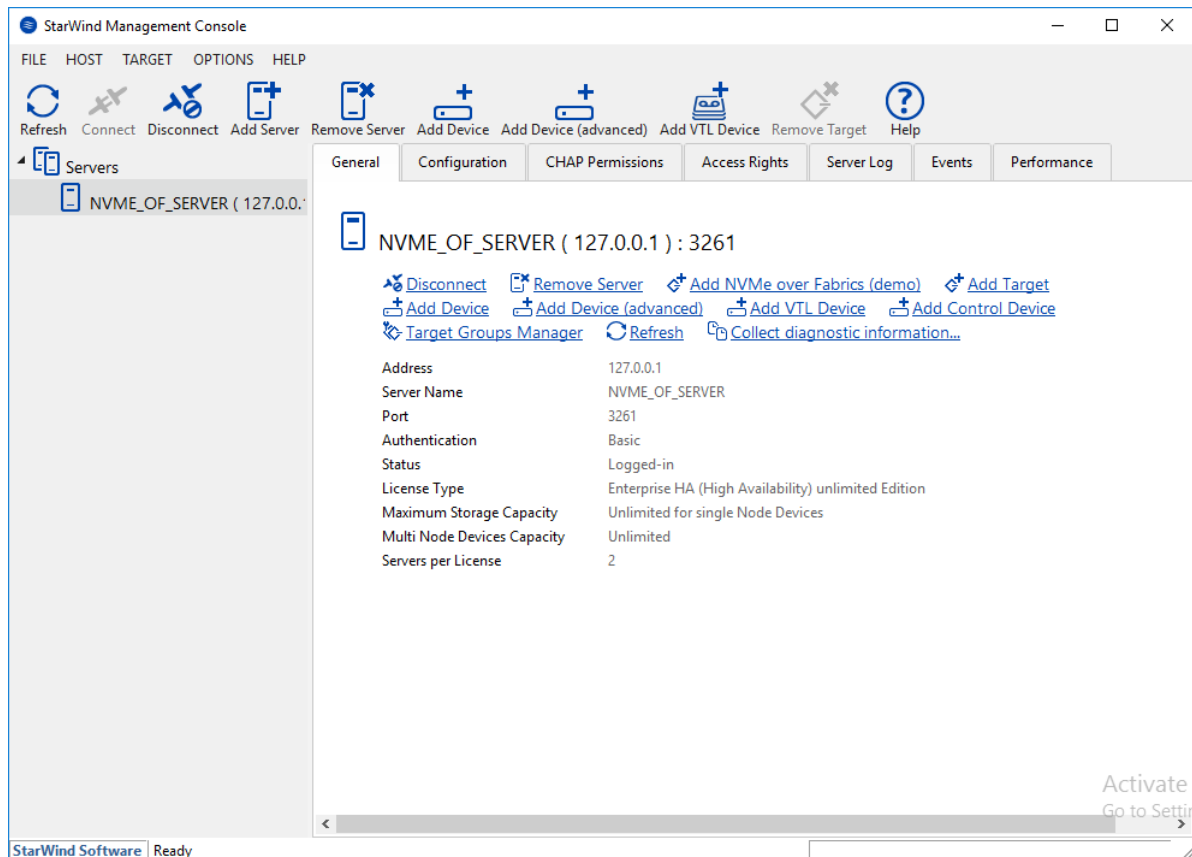 StarWind Management Console
FILE HOST TARGET OPTIONS HELP
Refresh Connect Disconnect Add Server Remove Server Add Device Add Device (advanced) Add VTL Device Remove Target Help
Servers
NVME_OF_SERVER ( 127.0.0.1
General Configuration CHAP Permissions Access Rights Server Log Events Performance
NVME_OF_SERVER ( 127.0.0.1 ) : 3261
Disconnect Remove Server Add NVMe over Fabrics (demo) Add Target
Add Device Add Device (advanced) Add VTL Device Add Control Device
Target Groups Manager Refresh Collect diagnostic information...
Address 127.0.0.1
Server Name NVME_OF_SERVER
Port 3261
Authentication Basic
Status Logged-in
License Type Enterprise HA (High Availability) unlimited Edition
Maximum Storage Capacity Unlimited for single Node Devices
Multi Node Devices Capacity Unlimited
Servers per License 2
Activate
Go to Settin
StarWind Software Ready